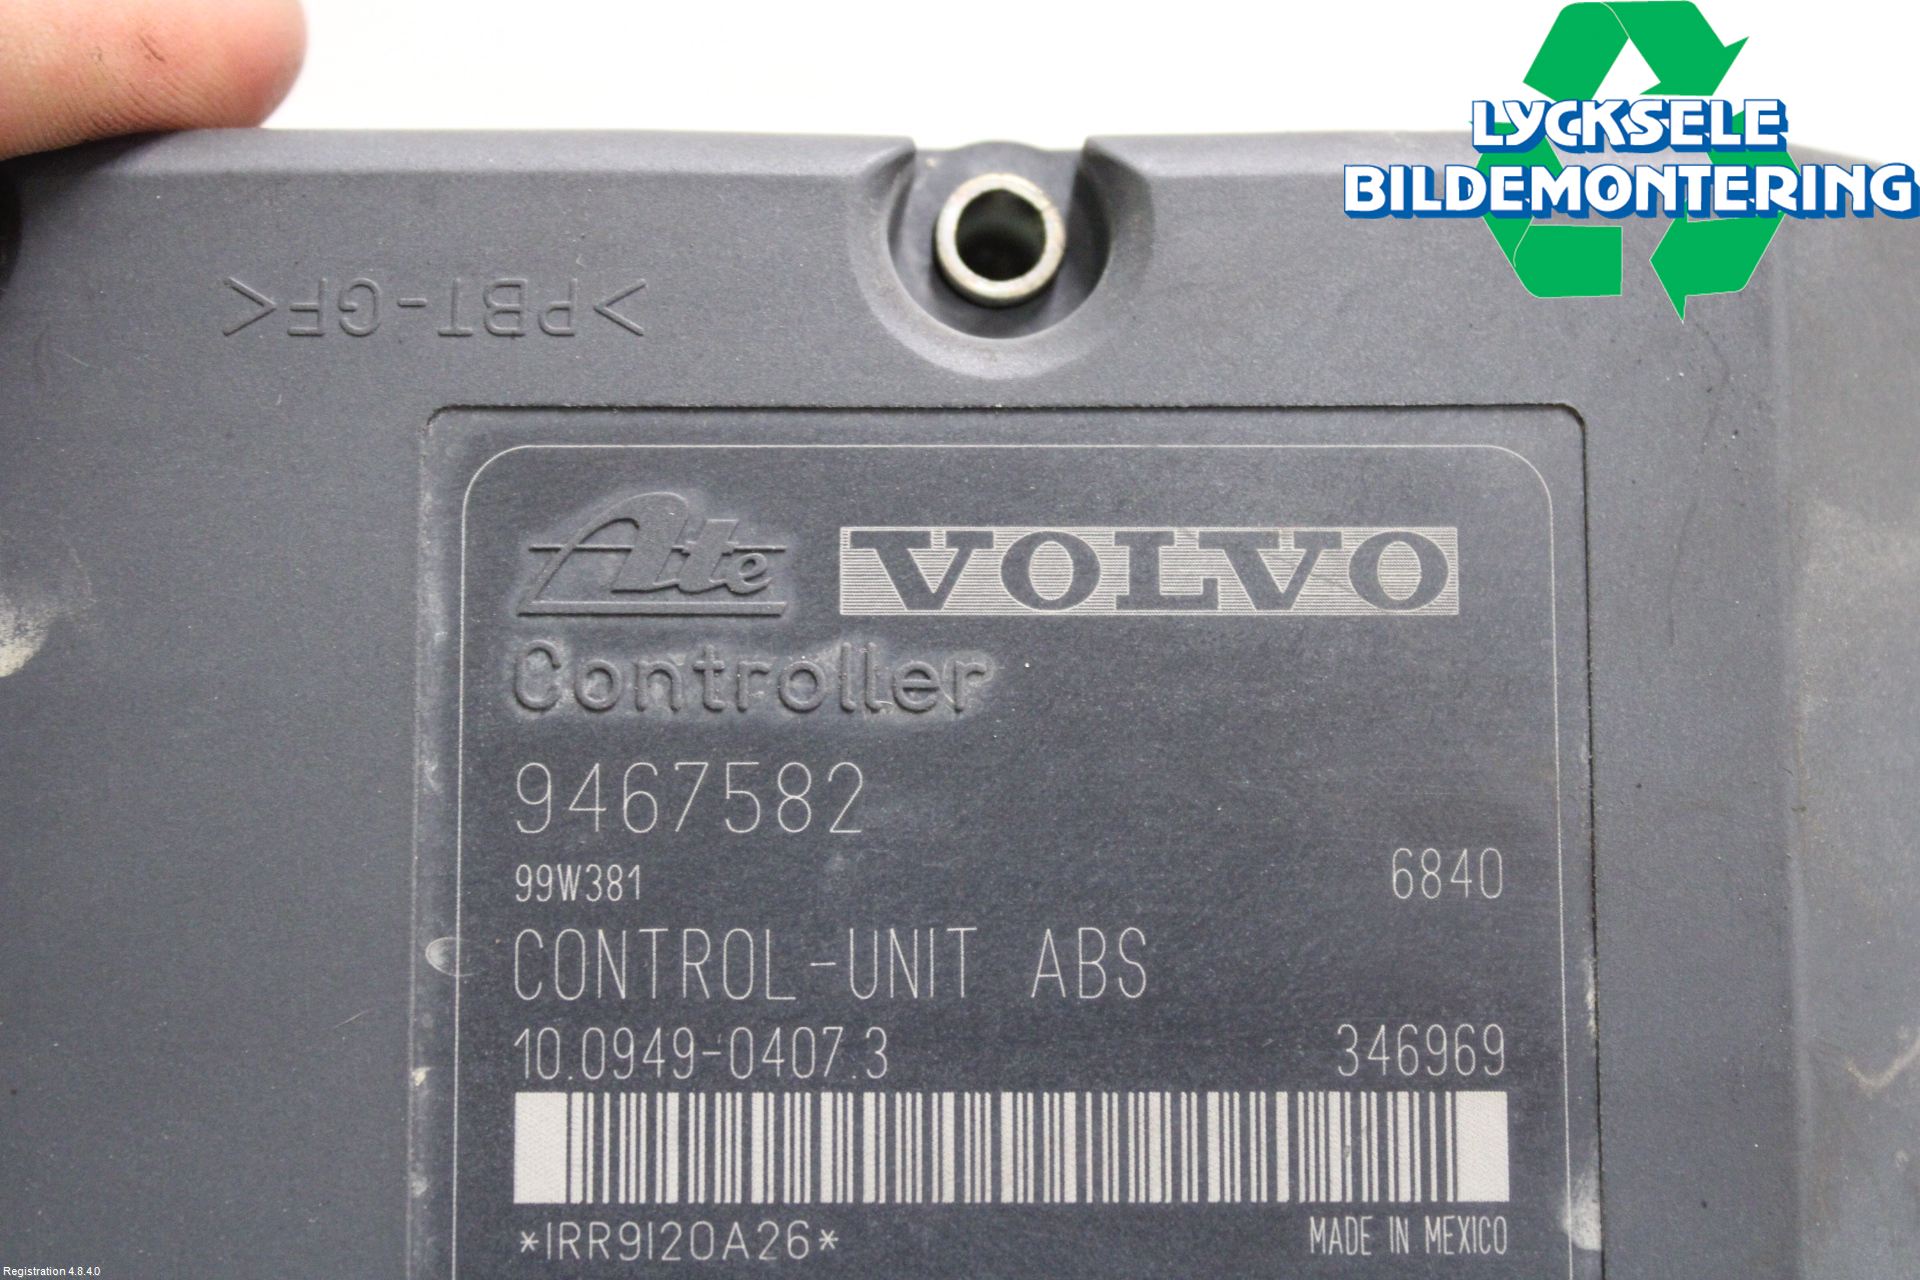 LYCKSELE
BILDEMONTERING
>PBT-GF<
Ate VOLVO
Controller
9467582
99W381 6840
CONTROL-UNIT ABS
10.0949-0407.3 346969
*IRR9I20A26* MADE IN MEXICO
Registration 4.8.4.0